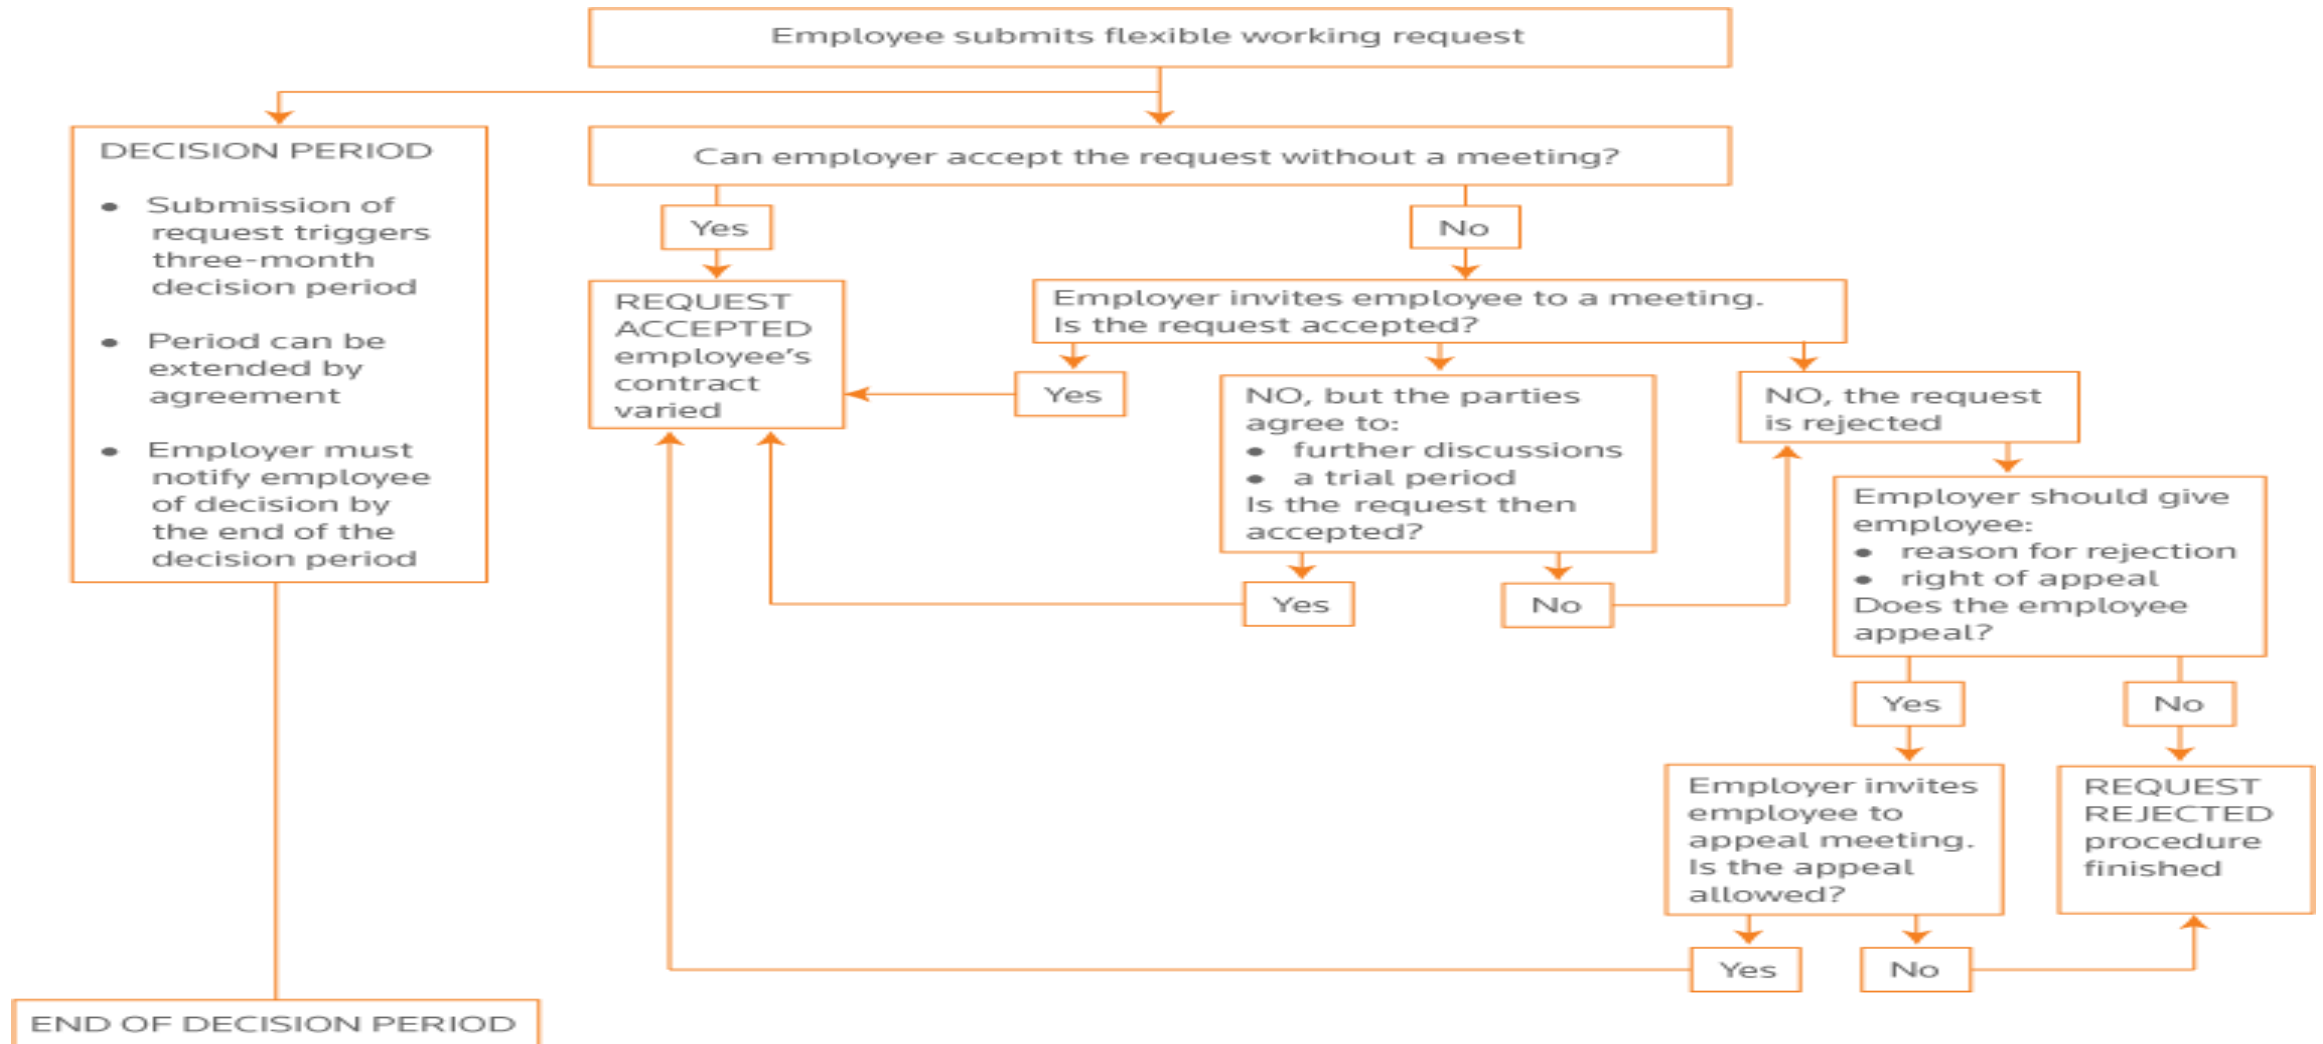 Employee submits flexible working request
DECISION PERIOD
• Submission of
request triggers
three-month
decision period
• Period can be
extended by
agreement
• Employer must
notify employee
of decision by
the end of the
decision period
END OF DECISION PERIOD
Can employer accept the request without a meeting?
Yes
No
REQUEST
ACCEPTED
employee’s
contract
varied
Employer invites employee to a meeting.
Is the request accepted?
Yes
NO, but the parties
agree to:
• further discussions
• a trial period
Is the request then
accepted?
Yes
No
NO, the request
is rejected
Employer should give
employee:
• reason for rejection
• right of appeal
Does the employee
appeal?
Yes
No
Employer invites
employee to
appeal meeting.
Is the appeal
allowed?
Yes
No
REQUEST
REJECTED
procedure
finished